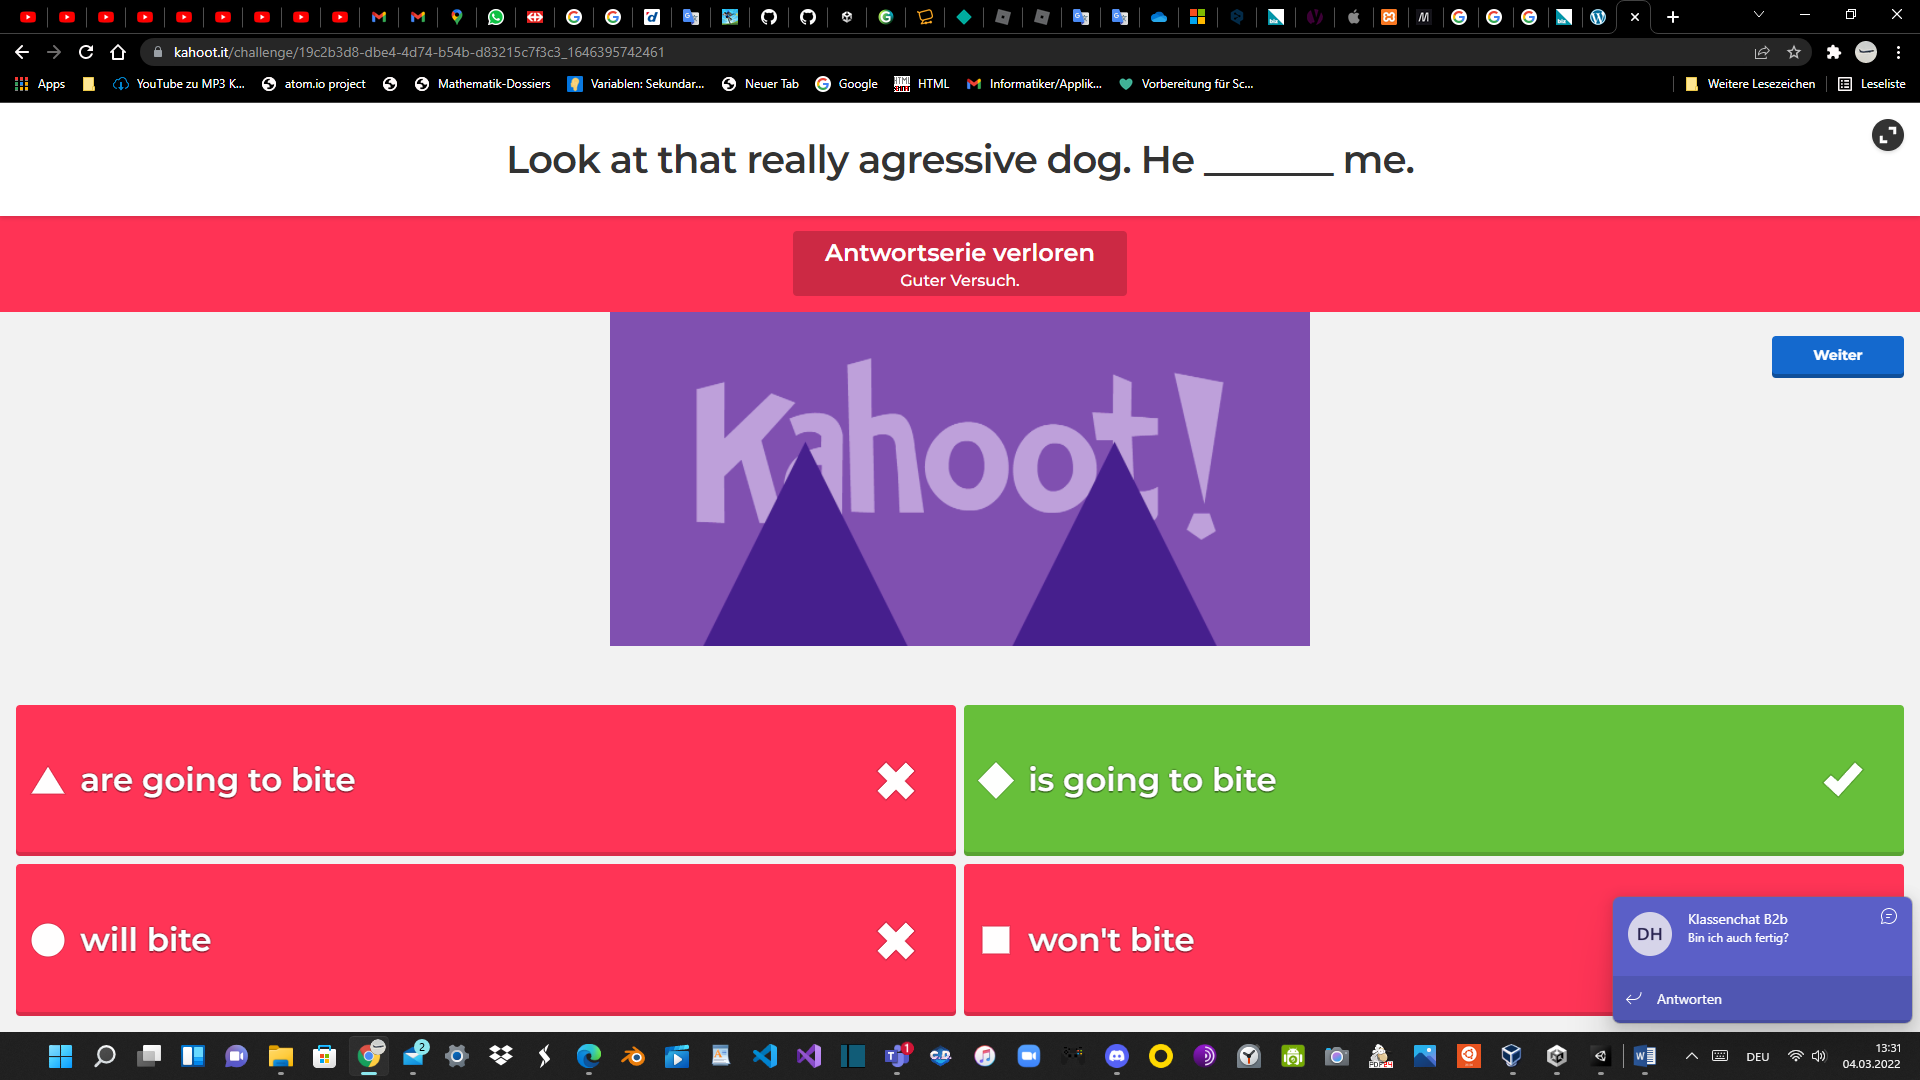 kahoot.it/challenge/19c2b3d8-dbe4-4d74-b54b-d83215c7f3c3_1646395742461
Apps YouTube zu MP3 K... atom.io project Mathematik-Dossiers Variablen: Sekundar... Neuer Tab Google HTML Informatiker/Applik... Vorbereitung für Sc... Weitere Lesezeichen Leseliste
Look at that really agressive dog. He _______ me.
Antwortserie verloren
Guter Versuch.
Weiter
Kahoot!
are going to bite
is going to bite
will bite
won't bite
Klassenchat B2b
DH
Bin ich auch fertig?
Antworten
2
1
DEU
13:31
04.03.2022